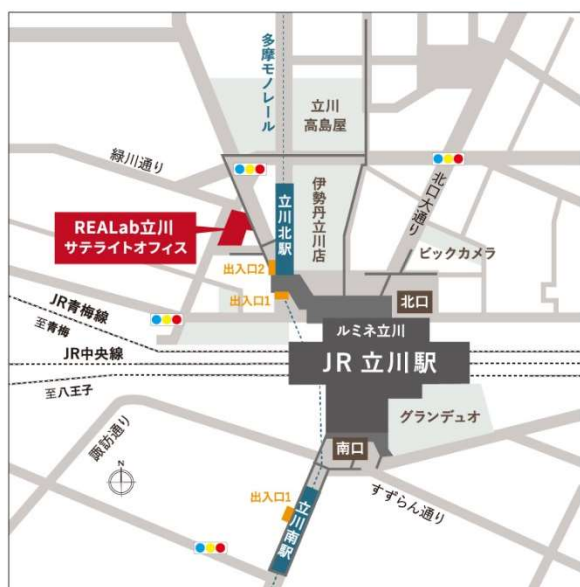 多摩モノレール
立川
高島屋
緑川通り
北口大通り
伊勢丹立川店
立川北駅
REALab立川
サテライトオフィス
ビックカメラ
出入口2
出入口1
北口
JR青梅線
至青梅
ルミネ立川
JR 立川駅
JR中央線
至八王子
グランデュオ
諏訪通り
南口
N
すずらん通り
出入口1
立川南駅